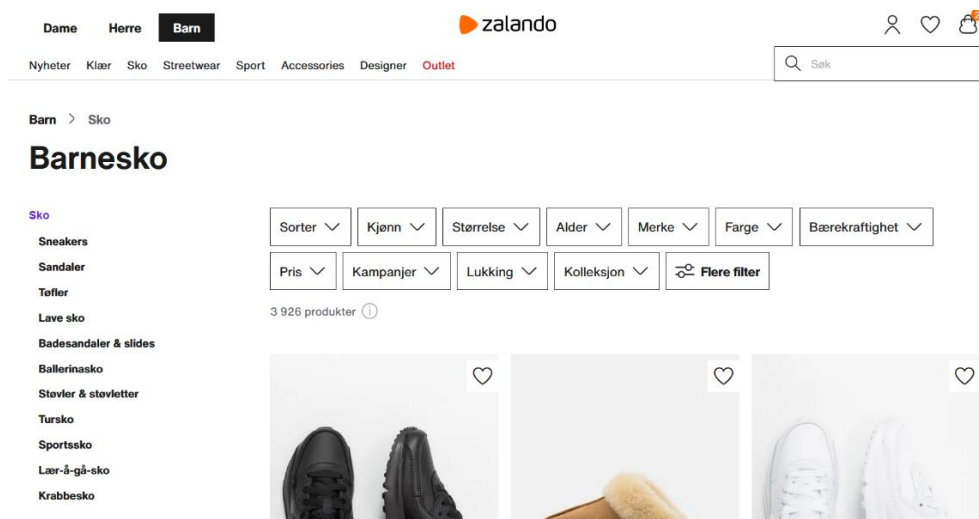 Dame Herre Barn zalando
Nyheter Klær Sko Streetwear Sport Accessories Designer Outlet Søk
Barn > Sko
Barnesko
Sko
Sneakers
Sandaler
Tøfler
Lave sko
Badesandaler & slides
Ballerinasko
Støvler & støvletter
Tursko
Sportssko
Lær-å-gå-sko
Krabbesko
Sorter Kjønn Størrelse Alder Merke Farge Bærekraftighet
Pris Kampanjer Lukking Kolleksjon Flere filter
3 926 produkter